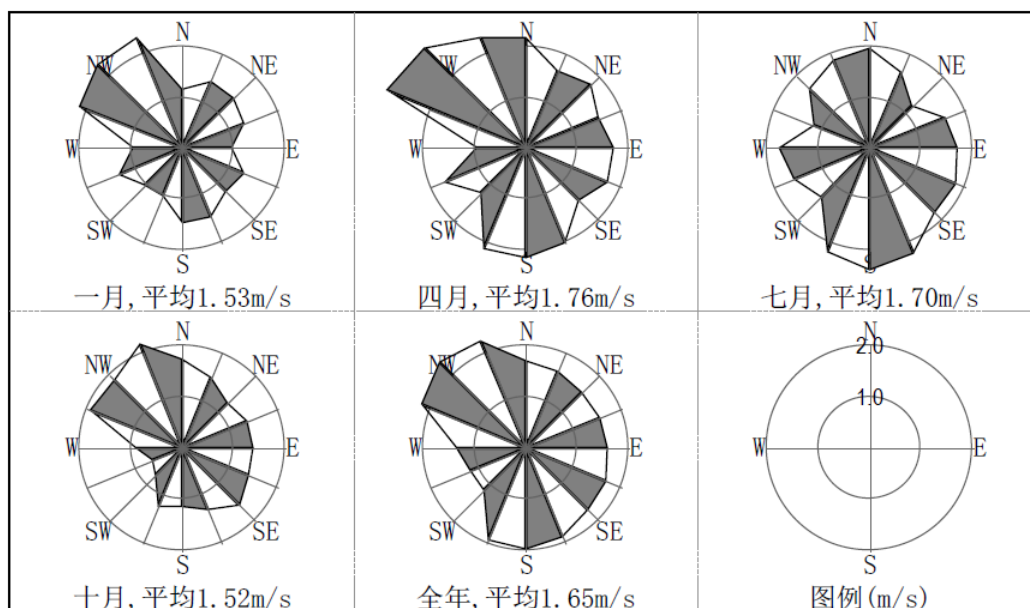 N
NW NE
W E
SW SE
S
一月,平均1.53m/s
N
NW NE
W E
SW SE
S
四月,平均1.76m/s
N
NW NE
W E
SW SE
S
七月,平均1.70m/s
N
NW NE
W E
SW SE
S
十月,平均1.52m/s
N
NW NE
W E
SW SE
S
全年,平均1.65m/s
N
2.0
1.0
W E
S
图例(m/s)